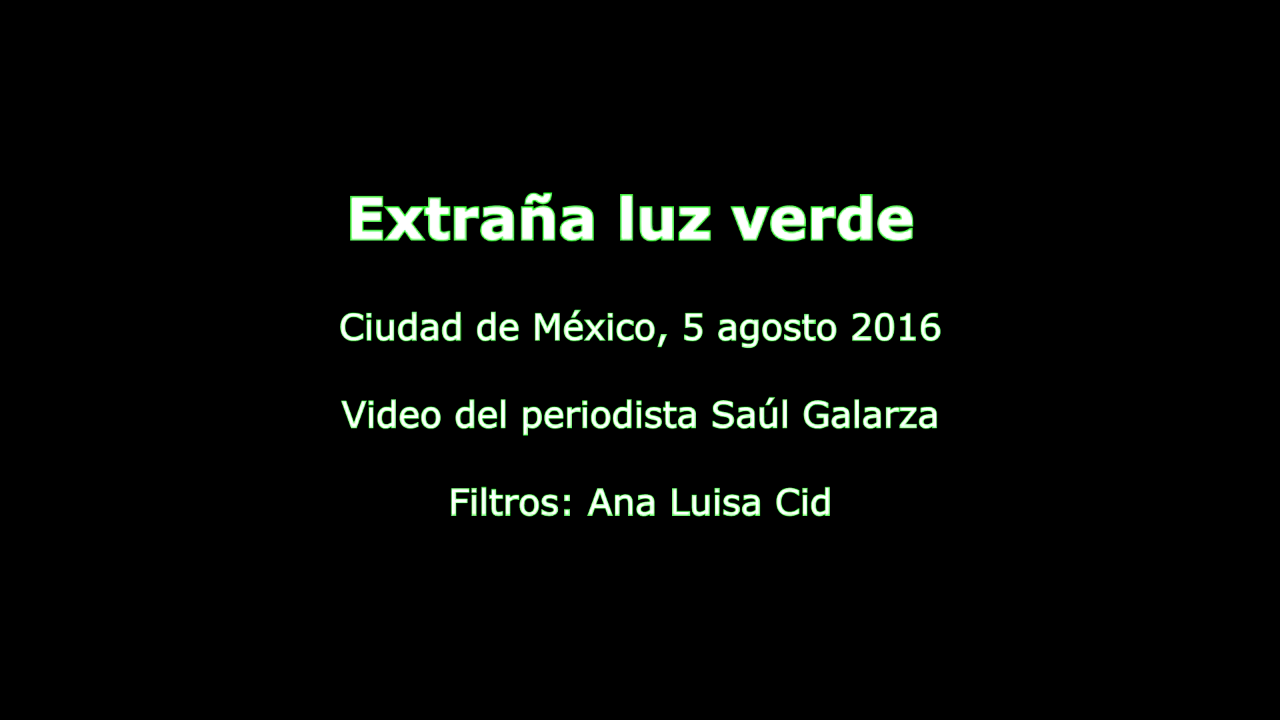 Extraña luz verde
Ciudad de México, 5 agosto 2016
Video del periodista Saúl Galarza
Filtros: Ana Luisa Cid